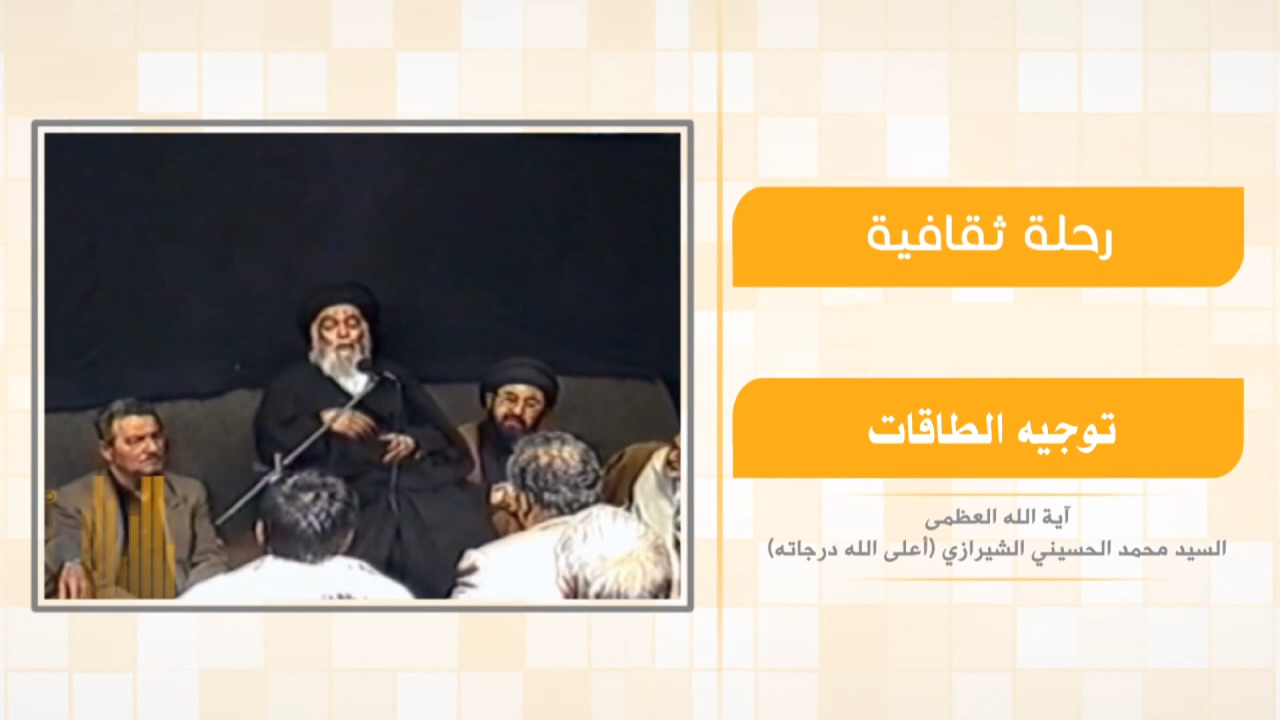 رحلة ثقافية
توجيه الطاقات
آية الله العظمى
السيد محمد الحسيني الشيرازي (أعلى الله درجاته)